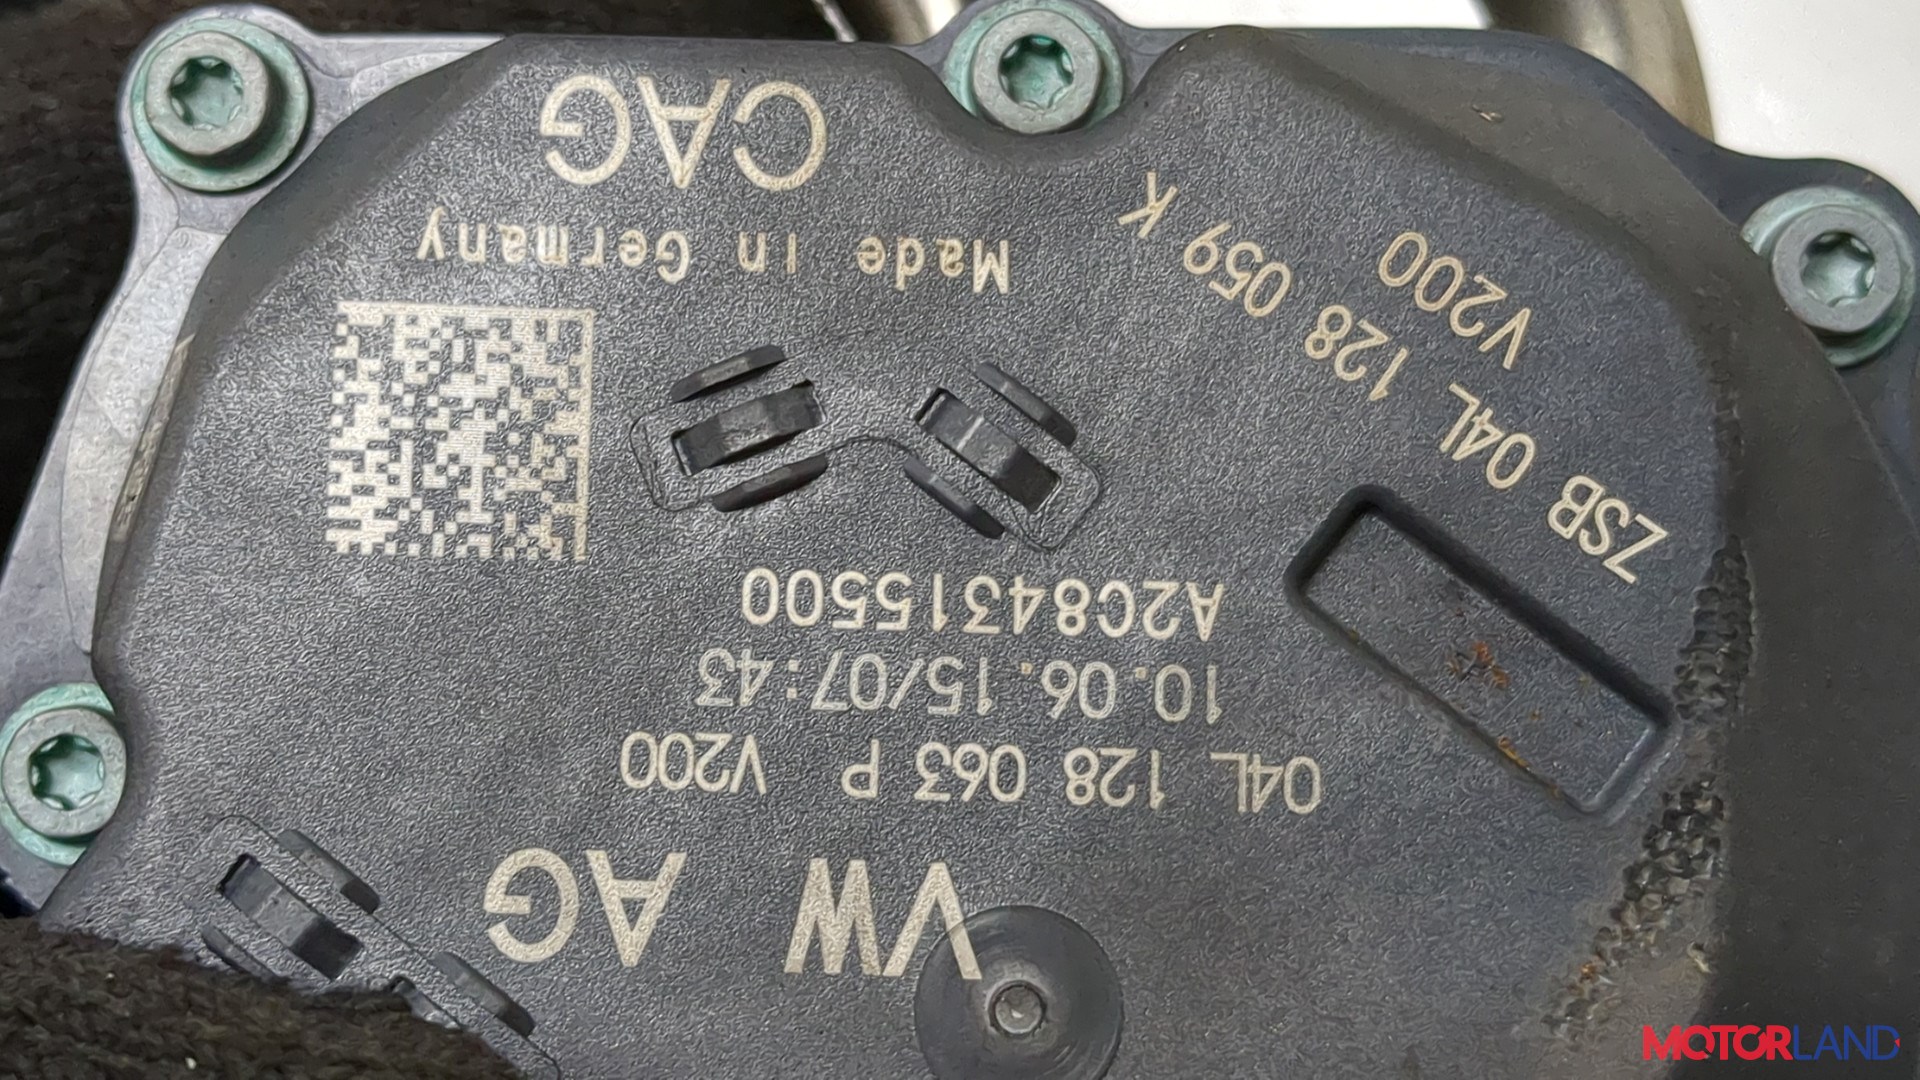 VW AG
04L 128 063 P V200
10.06.15/07:43
A2C84315500
ZSB 04L 128 059 K
V200
Made in Germany
CAG
MOTORLAND